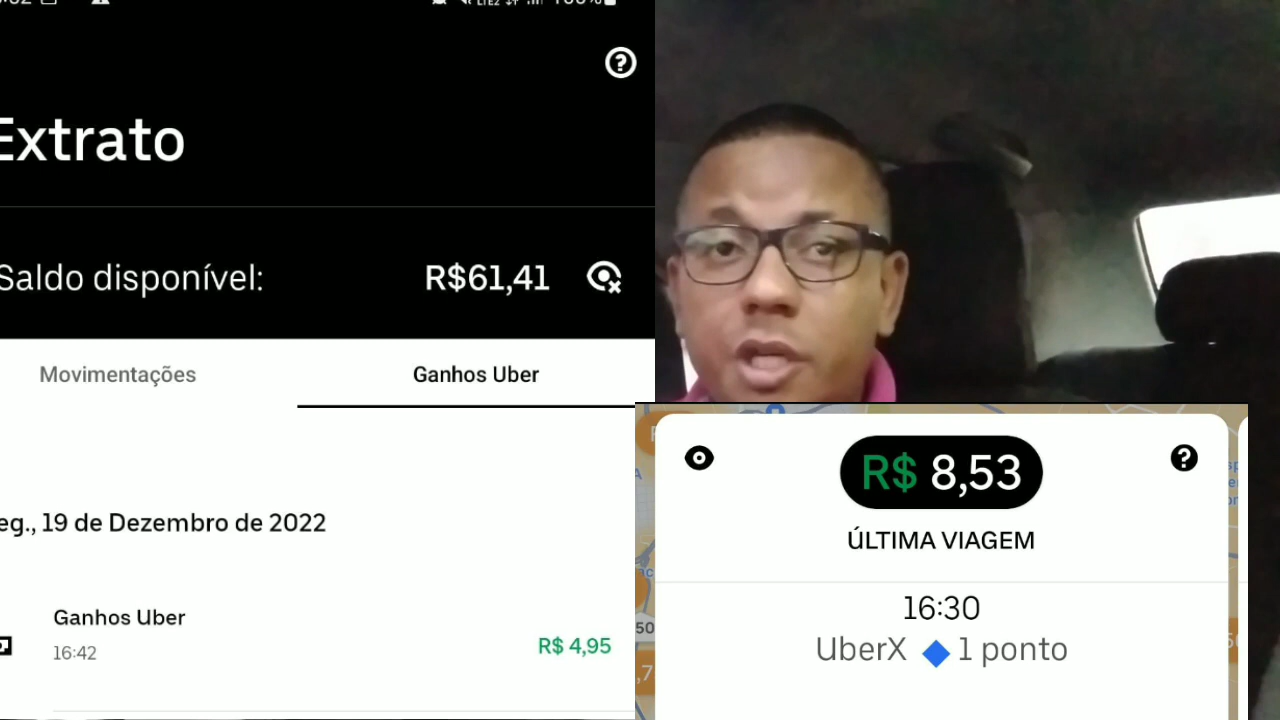 Extrato
Saldo disponível:
R$61,41
Movimentações
Ganhos Uber
eg., 19 de Dezembro de 2022
Ganhos Uber
16:42
R$ 4,95
R$ 8,53
ÚLTIMA VIAGEM
16:30
UberX 1 ponto